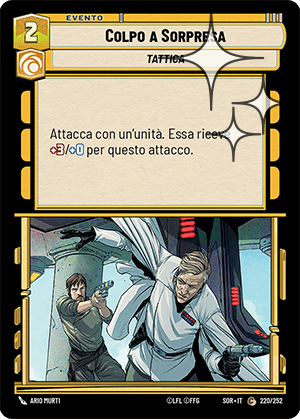 2
EVENTO
COLPO A SORPRESA
TATTICA
Attacca con un'unità. Essa riceve
+3/+0 per questo attacco.
ARIO MURTI
©LFL ©FFG
SOR•IT C 220/252